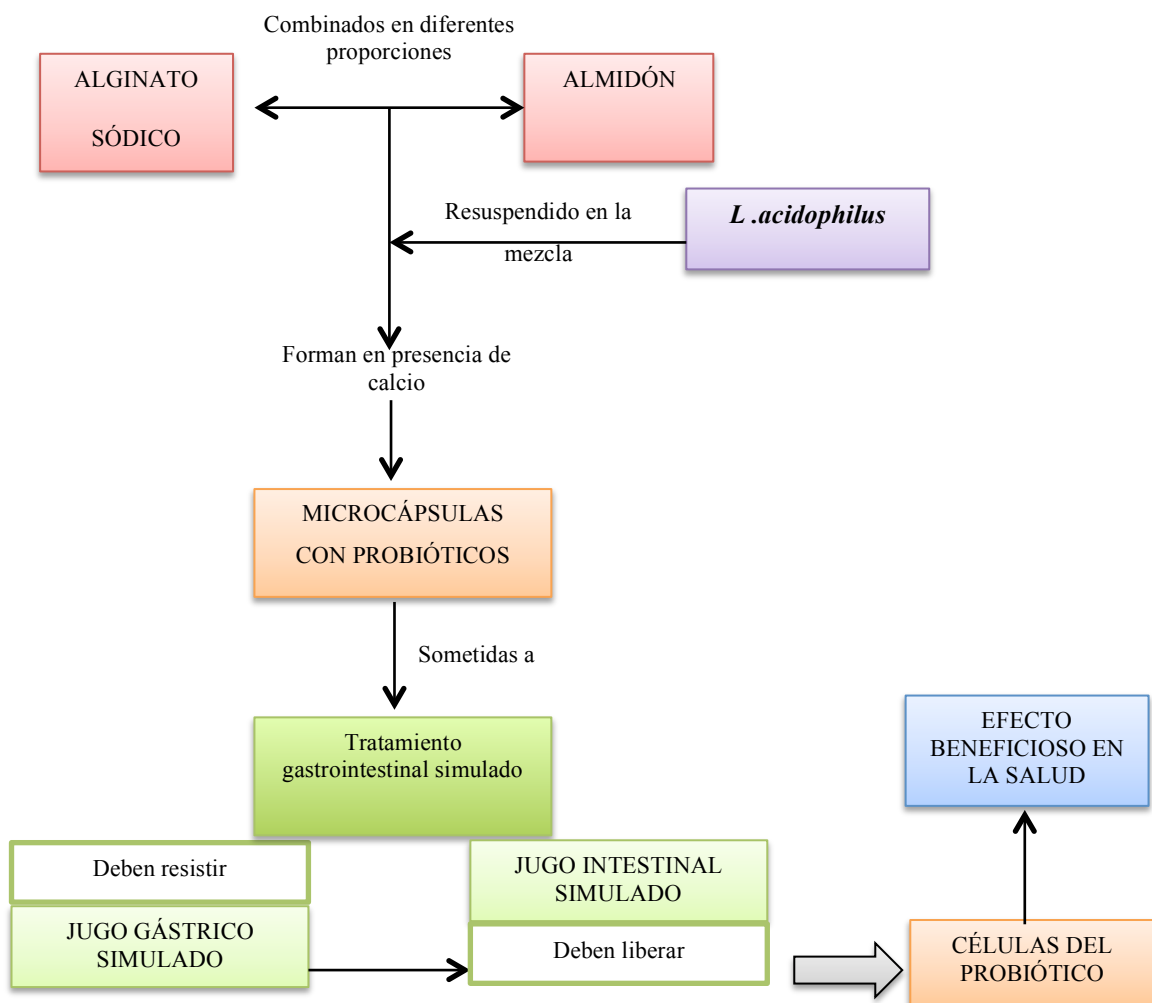 Combinados en diferentes
proporciones
ALGINATO
SÓDICO
ALMIDÓN
Resuspendido en la
mezcla
L .acidophilus
Forman en presencia de
calcio
MICROCÁPSULAS
CON PROBIÓTICOS
Sometidas a
Tratamiento
gastrointestinal simulado
EFECTO
BENEFICIOSO EN
LA SALUD
Deben resistir
JUGO GÁSTRICO
SIMULADO
JUGO INTESTINAL
SIMULADO
Deben liberar
CÉLULAS DEL
PROBIÓTICO